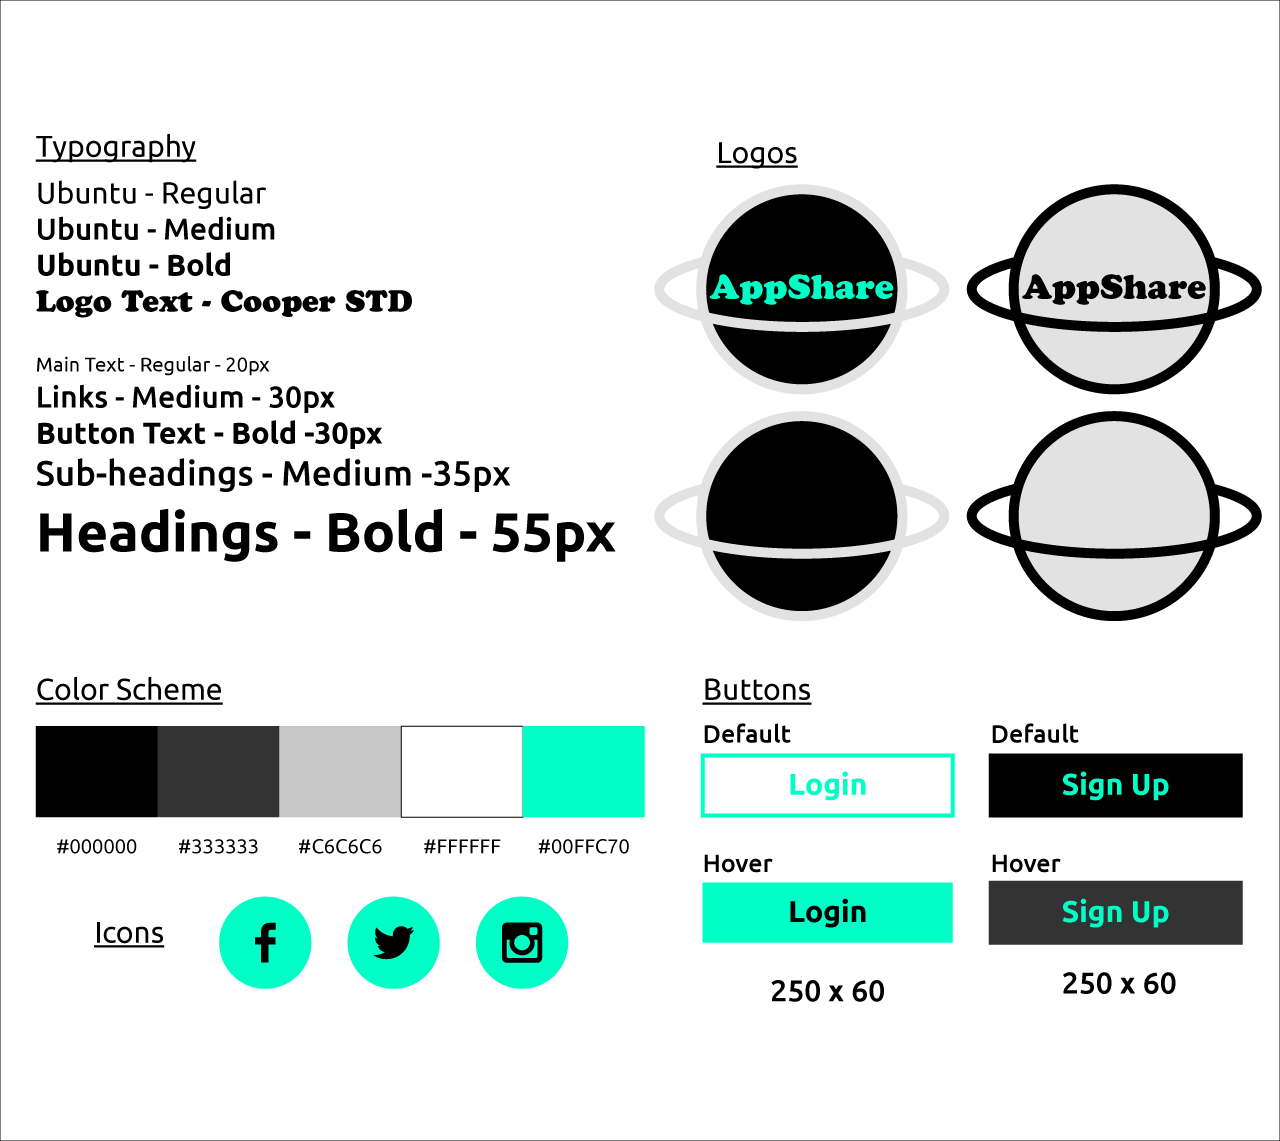 Typography
Ubuntu - Regular
Ubuntu - Medium
Ubuntu - Bold
Logo Text - Cooper STD
Main Text - Regular - 20px
Links - Medium - 30px
Button Text - Bold -30px
Sub-headings - Medium -35px
Headings - Bold - 55px
Logos
AppShare
AppShare
Color Scheme
#000000
#333333
#C6C6C6
#FFFFFF
#00FFC70
Icons
Buttons
Default
Login
Default
Sign Up
Hover
Login
Hover
Sign Up
250 x 60
250 x 60